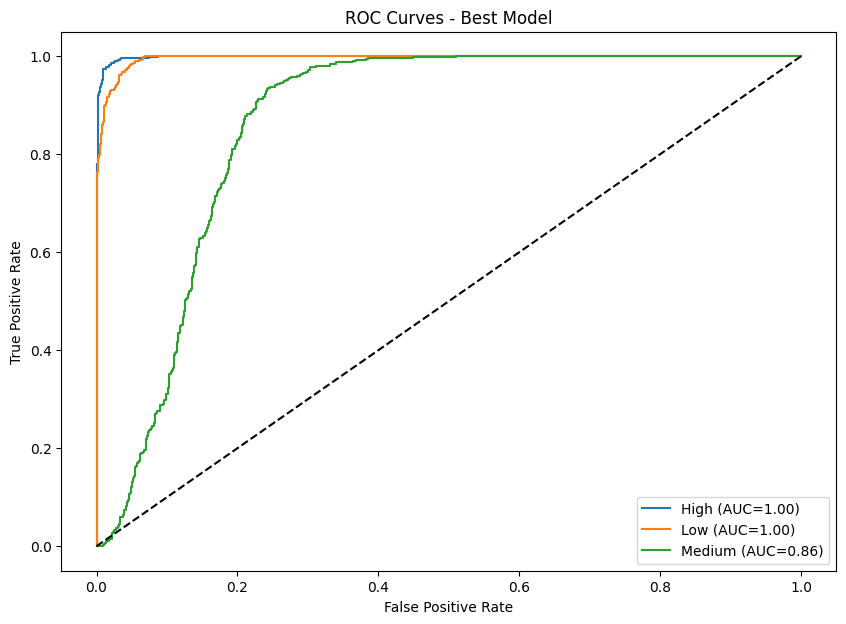 ROC Curves - Best Model
True Positive Rate
1.0
0.8
0.6
0.4
0.2
0.0
0.0 0.2 0.4 0.6 0.8 1.0
False Positive Rate
High (AUC=1.00)
Low (AUC=1.00)
Medium (AUC=0.86)